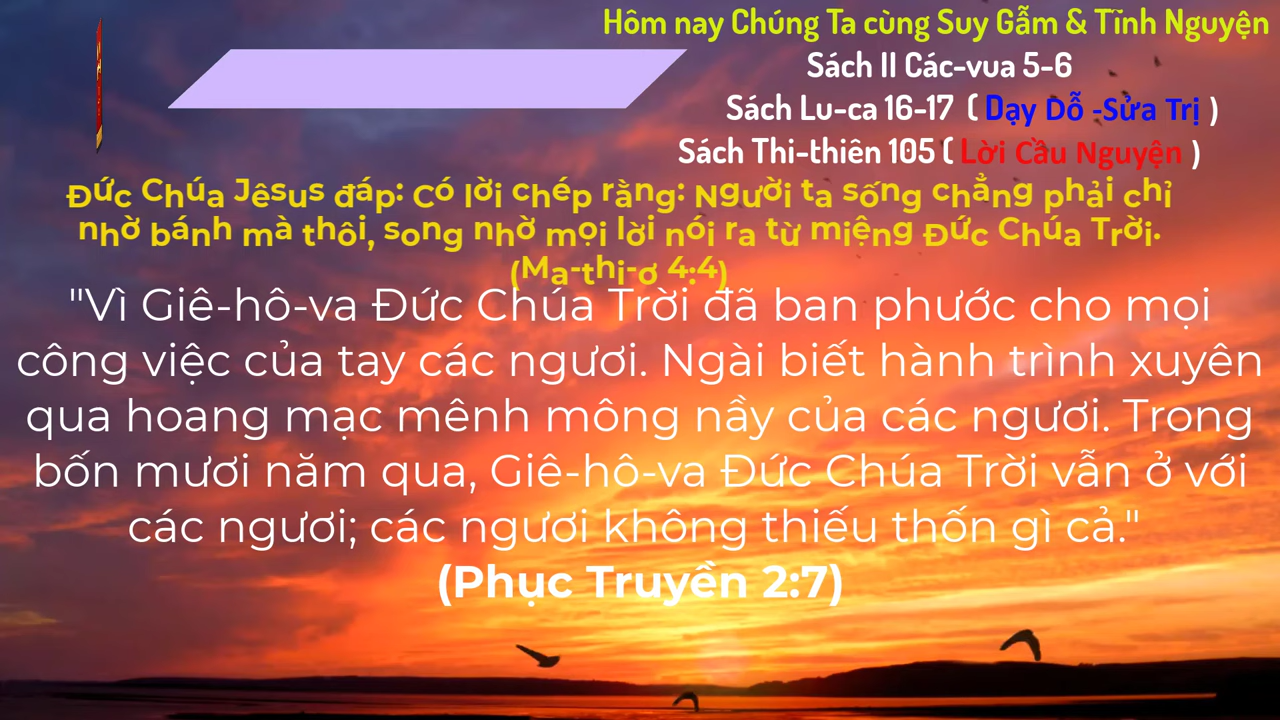 Hôm nay Chúng Ta cùng Suy Gẫm & Tĩnh Nguyện
Sách II Các-vua 5-6
Sách Lu-ca 16-17 ( Dạy Dỗ -Sửa Trị )
Sách Thi-thiên 105 ( Lời Cầu Nguyện )
Đức Chúa Jêsus đáp: Có lời chép rằng: Người ta sống chẳng phải chỉ
nhờ bánh mà thôi, song nhờ mọi lời nói ra từ miệng Đức Chúa Trời.
(Ma-thi-ơ 4:4)
"Vì Giê-hô-va Đức Chúa Trời đã ban phước cho mọi
công việc của tay các ngươi. Ngài biết hành trình xuyên
qua hoang mạc mênh mông nầy của các ngươi. Trong
bốn mươi năm qua, Giê-hô-va Đức Chúa Trời vẫn ở với
các ngươi; các ngươi không thiếu thốn gì cả."
(Phục Truyền 2:7)